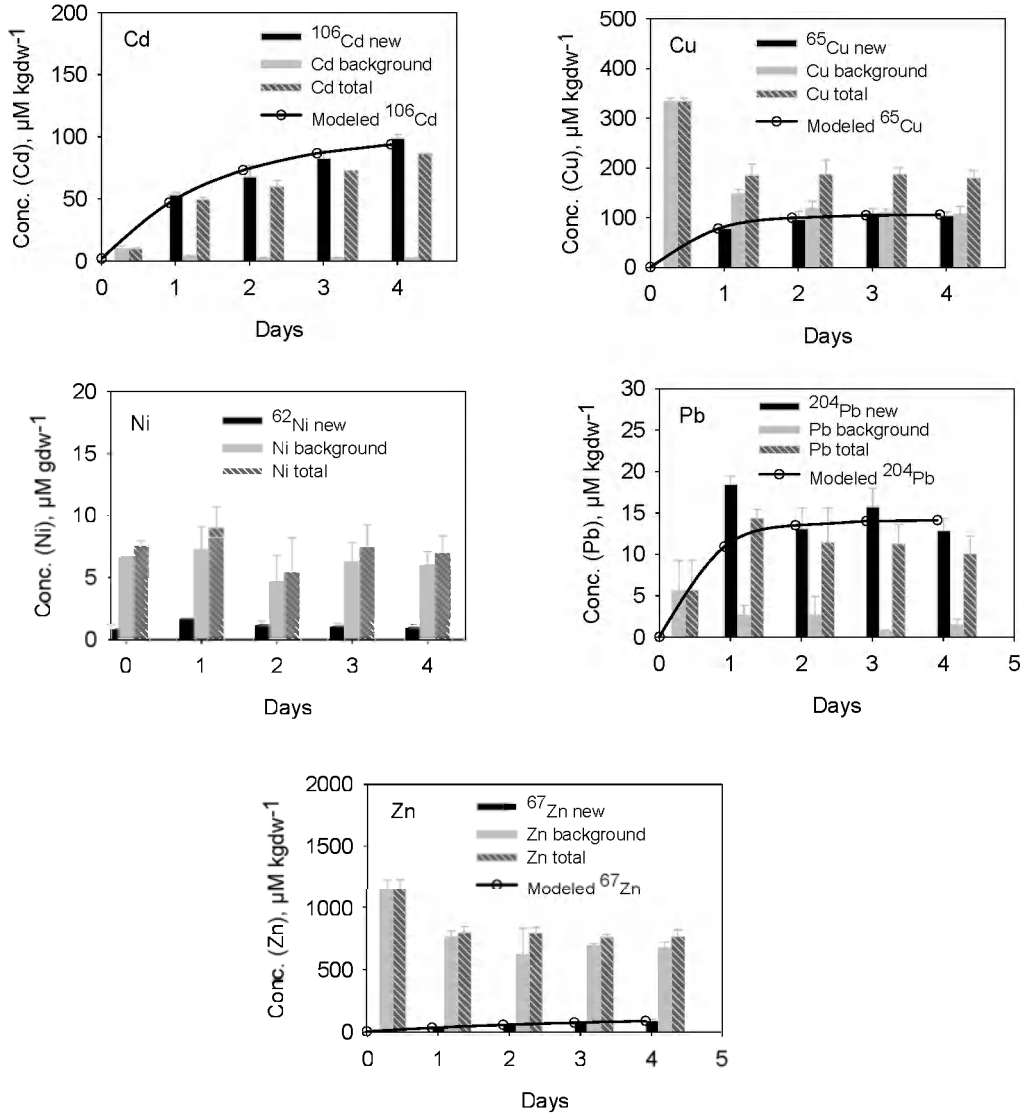 Cd
¹⁰⁶Cd new
Cd background
Cd total
Modeled ¹⁰⁶Cd
Conc. (Cd), µM kgdw⁻¹
200
150
100
50
0
0 1 2 3 4
Days
Cu
⁶⁵Cu new
Cu background
Cu total
Modeled ⁶⁵Cu
Conc. (Cu), µM kgdw⁻¹
500
400
300
200
100
0
0 1 2 3 4
Days
Ni
⁶²Ni new
Ni background
Ni total
Conc. (Ni), µM gdw⁻¹
20
15
10
5
0
0 1 2 3 4
Days
Pb
²⁰⁴Pb new
Pb background
Pb total
Modeled ²⁰⁴Pb
Conc. (Pb), µM kgdw⁻¹
30
25
20
15
10
5
0
0 1 2 3 4 5
Days
Zn
⁶⁷Zn new
Zn background
Zn total
Modeled ⁶⁷Zn
Conc. (Zn), µM kgdw⁻¹
2000
1500
1000
500
0
0 1 2 3 4 5
Days